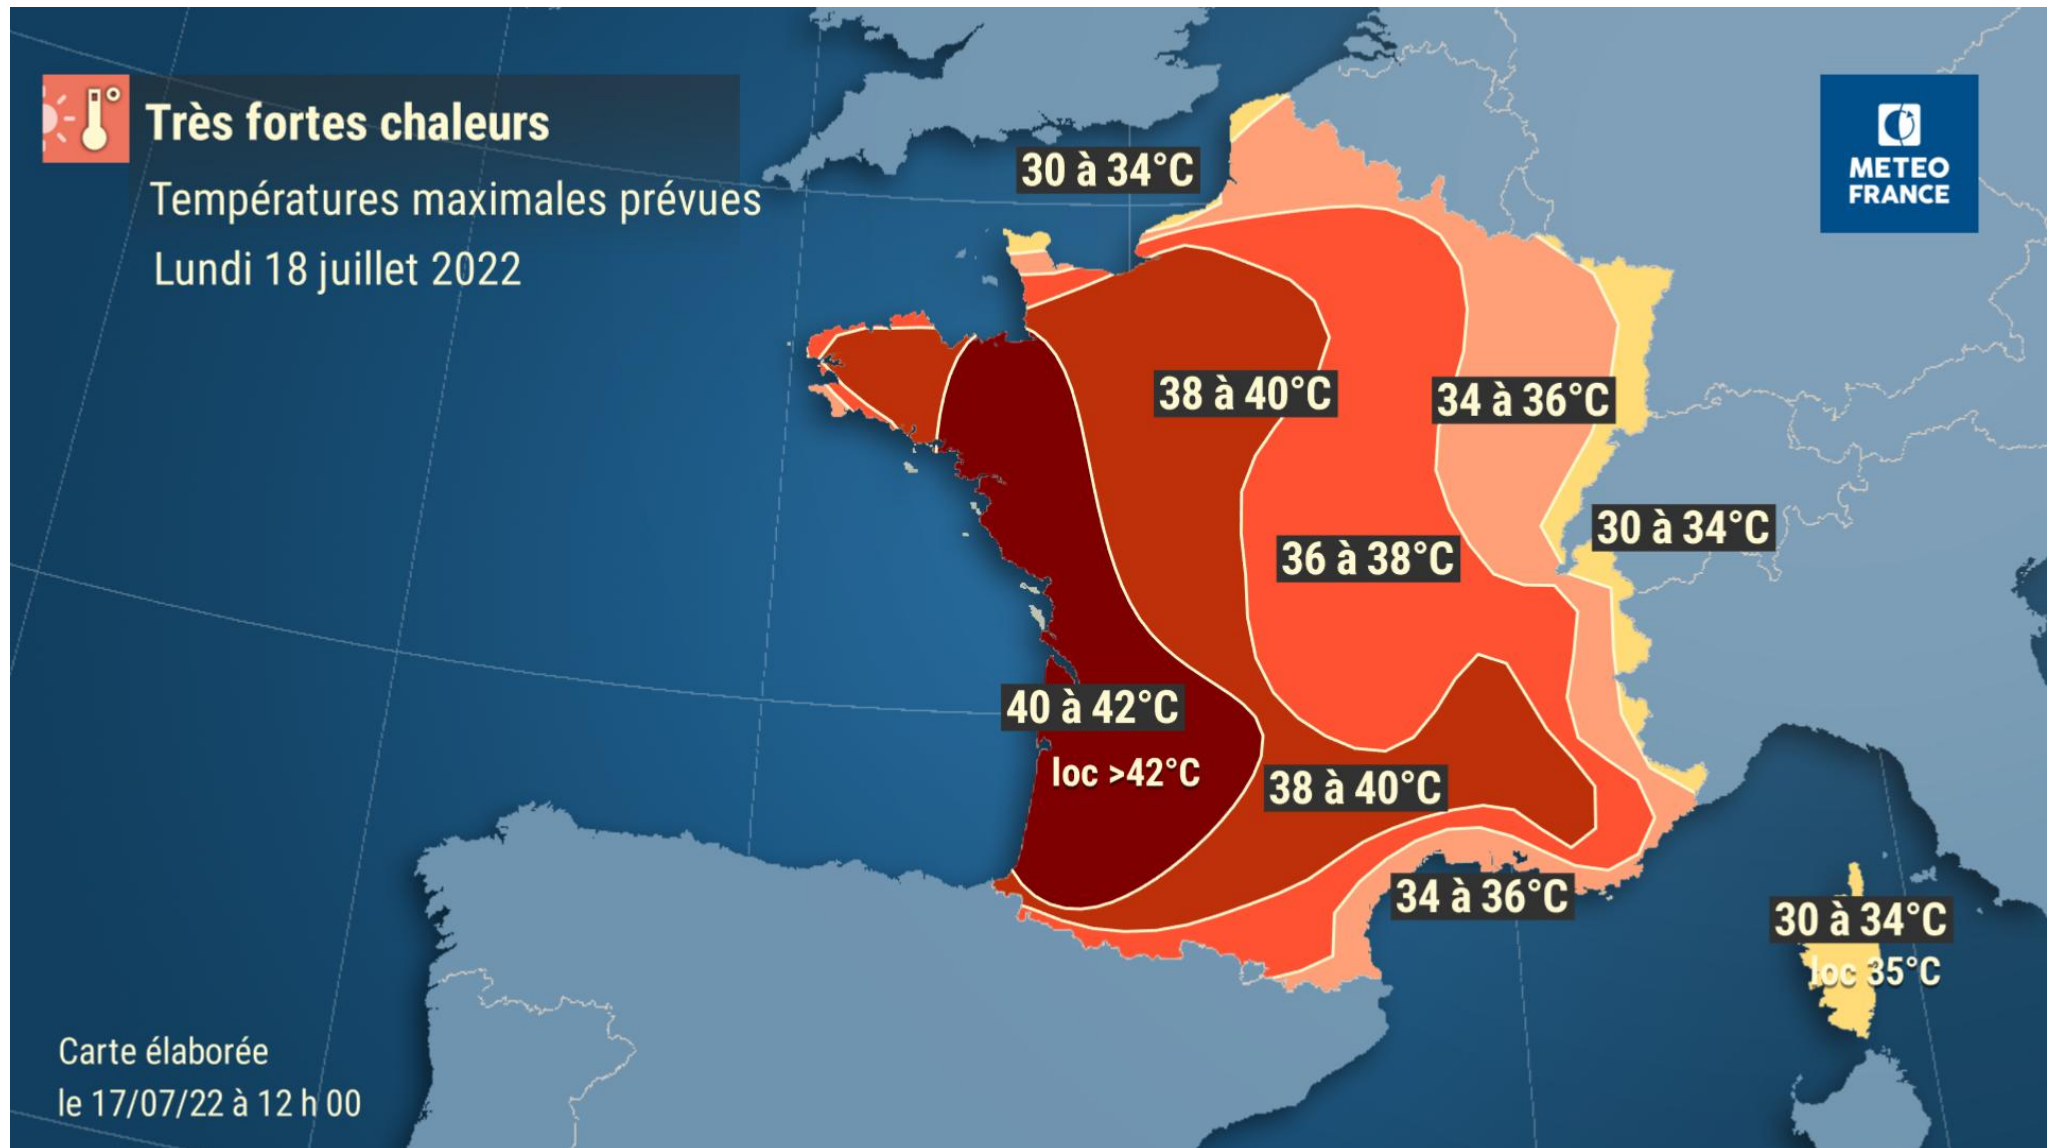 Très fortes chaleurs
Températures maximales prévues
Lundi 18 juillet 2022
METEO
FRANCE
30 à 34°C
38 à 40°C
34 à 36°C
30 à 34°C
36 à 38°C
40 à 42°C
loc >42°C
38 à 40°C
34 à 36°C
30 à 34°C
loc 35°C
Carte élaborée
le 17/07/22 à 12 h 00